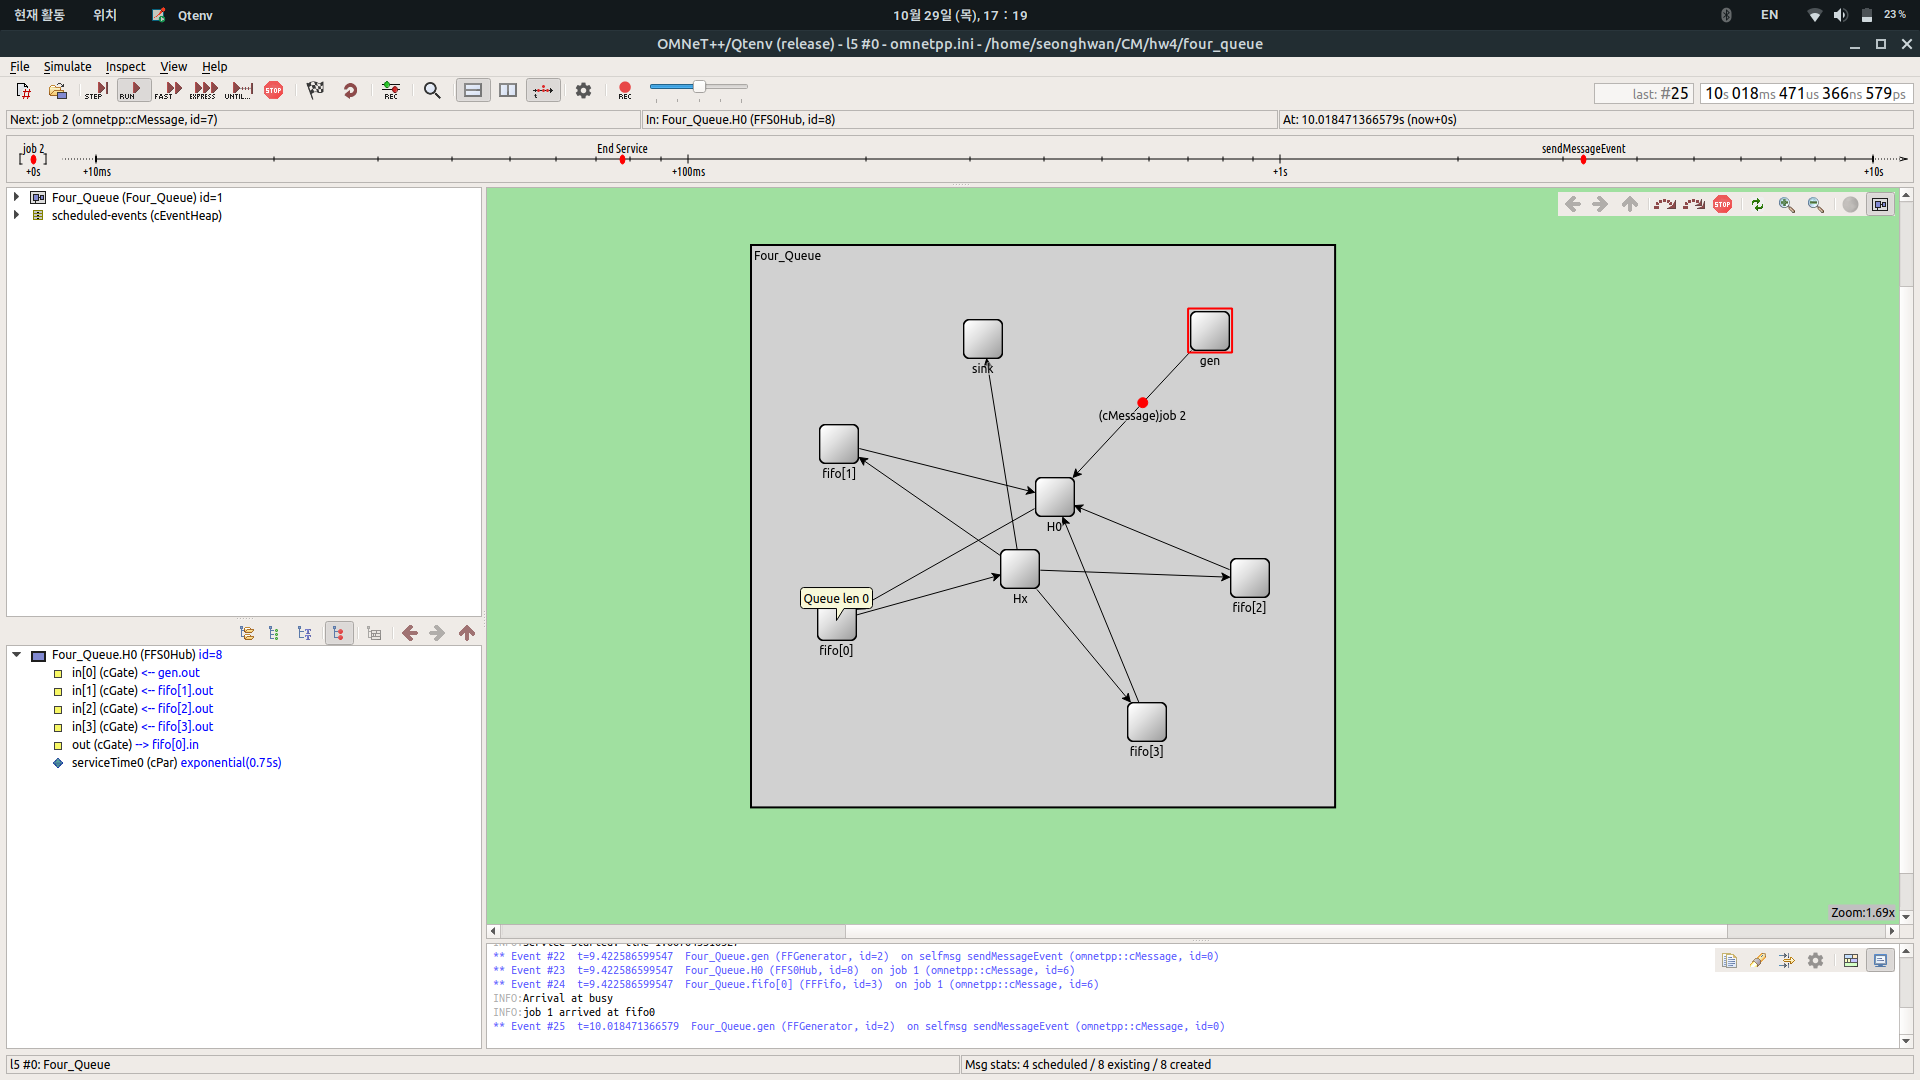 현재 활동 위치 Qtenv 10월 29일 (목), 17 : 19 EN 23 %
OMNeT++/Qtenv (release) - l5 #0 - omnetpp.ini - /home/seonghwan/CM/hw4/four_queue
File Simulate Inspect View Help
STEP RUN FAST EXPRESS UNTIL... STOP REC REC last: #25 10s 018ms 471us 366ns 579ps
Next: job 2 (omnetpp::cMessage, id=7) In: Four_Queue.H0 (FFS0Hub, id=8) At: 10.018471366579s (now+0s)
job 2 End Service sendMessageEvent
+0s +10ms +100ms +1s +10s
Four_Queue (Four_Queue) id=1
scheduled-events (cEventHeap)
STOP
Four_Queue
sink
gen
(cMessage)job 2
fifo[1]
H0
Queue len 0
Hx
fifo[2]
fifo[0]
fifo[3]
Zoom:1.69x
Four_Queue.H0 (FFS0Hub) id=8
in[0] (cGate) <-- gen.out
in[1] (cGate) <-- fifo[1].out
in[2] (cGate) <-- fifo[2].out
in[3] (cGate) <-- fifo[3].out
out (cGate) --> fifo[0].in
serviceTime0 (cPar) exponential(0.75s)
** Event #22 t=9.422586599547 Four_Queue.gen (FFGenerator, id=2) on selfmsg sendMessageEvent (omnetpp::cMessage, id=0)
** Event #23 t=9.422586599547 Four_Queue.H0 (FFS0Hub, id=8) on job 1 (omnetpp::cMessage, id=6)
** Event #24 t=9.422586599547 Four_Queue.fifo[0] (FFFifo, id=3) on job 1 (omnetpp::cMessage, id=6)
INFO:Arrival at busy
INFO:job 1 arrived at fifo0
** Event #25 t=10.018471366579 Four_Queue.gen (FFGenerator, id=2) on selfmsg sendMessageEvent (omnetpp::cMessage, id=0)
l5 #0: Four_Queue Msg stats: 4 scheduled / 8 existing / 8 created